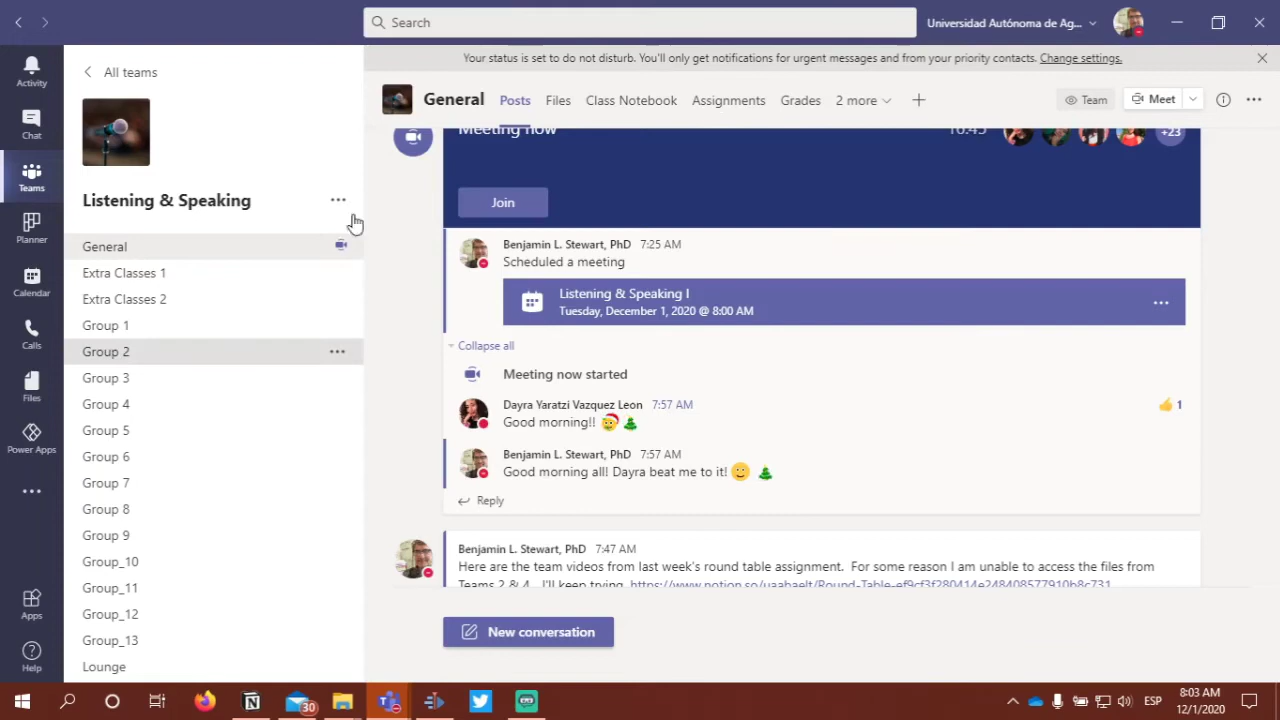 Search
Universidad Autónoma de Ag...
Activity
Chat
Teams
Planner
Calendar
Calls
Files
Power Apps
Apps
Help
All teams
Listening & Speaking
General
Extra Classes 1
Extra Classes 2
Group 1
Group 2
Group 3
Group 4
Group 5
Group 6
Group 7
Group 8
Group 9
Group_10
Group_11
Group_12
Group_13
Lounge
Your status is set to do not disturb. You'll only get notifications for urgent messages and from your priority contacts. Change settings.
General Posts Files Class Notebook Assignments Grades 2 more Team Meet
Meeting now 16:45 +23
Join
Benjamin L. Stewart, PhD 7:25 AM
Scheduled a meeting
Listening & Speaking I
Tuesday, December 1, 2020 @ 8:00 AM
Collapse all
Meeting now started
Dayra Yaratzi Vazquez Leon 7:57 AM
1
Good morning!!
Benjamin L. Stewart, PhD 7:57 AM
Good morning all! Dayra beat me to it!
Reply
Benjamin L. Stewart, PhD 7:47 AM
Here are the team videos from last week's round table assignment. For some reason I am unable to access the files from
Teams 2 & 4. I'll keep trying.
New conversation
30
ESP
8:03 AM
12/1/2020